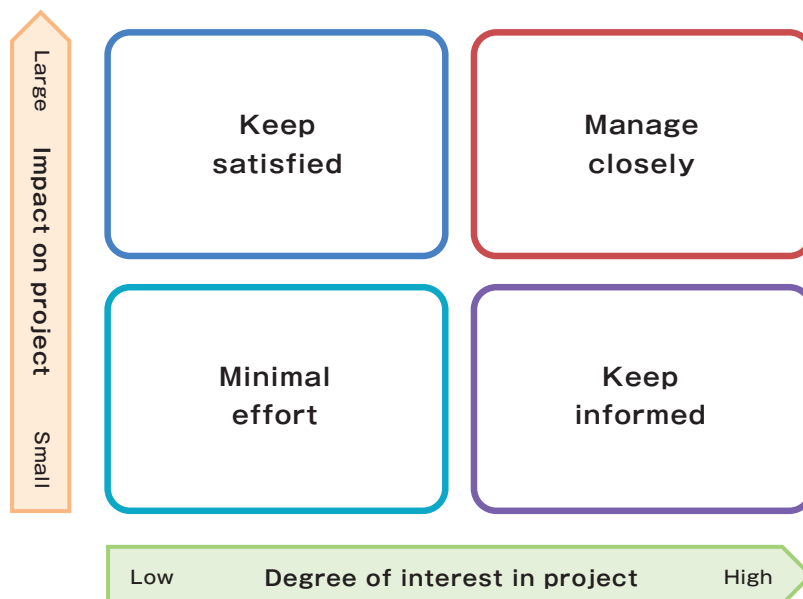 Large
Impact on project
Small
Keep
satisfied
Manage
closely
Minimal
effort
Keep
informed
Low
Degree of interest in project
High